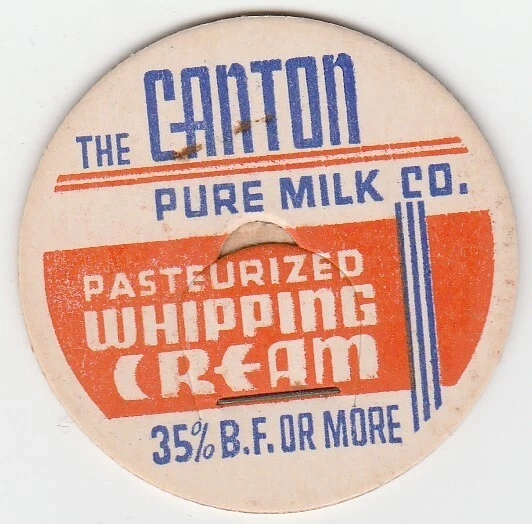 THE CANTON
PURE MILK CO.
PASTEURIZED
WHIPPING
CREAM
35% B.F. OR MORE